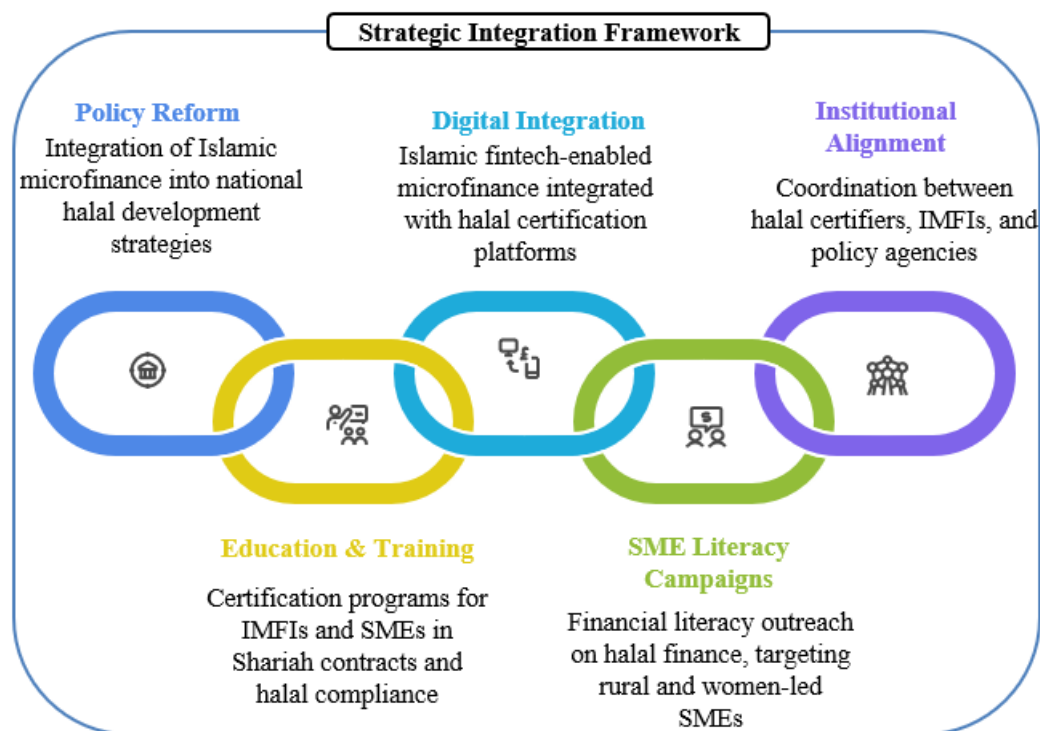 Strategic Integration Framework
Policy Reform
Integration of Islamic
microfinance into national
halal development
strategies
Digital Integration
Islamic fintech-enabled
microfinance integrated
with halal certification
platforms
Institutional
Alignment
Coordination between
halal certifiers, IMFIs, and
policy agencies
£
$
Education & Training
Certification programs for
IMFIs and SMEs in
Shariah contracts and
halal compliance
SME Literacy
Campaigns
Financial literacy outreach
on halal finance, targeting
rural and women-led
SMEs